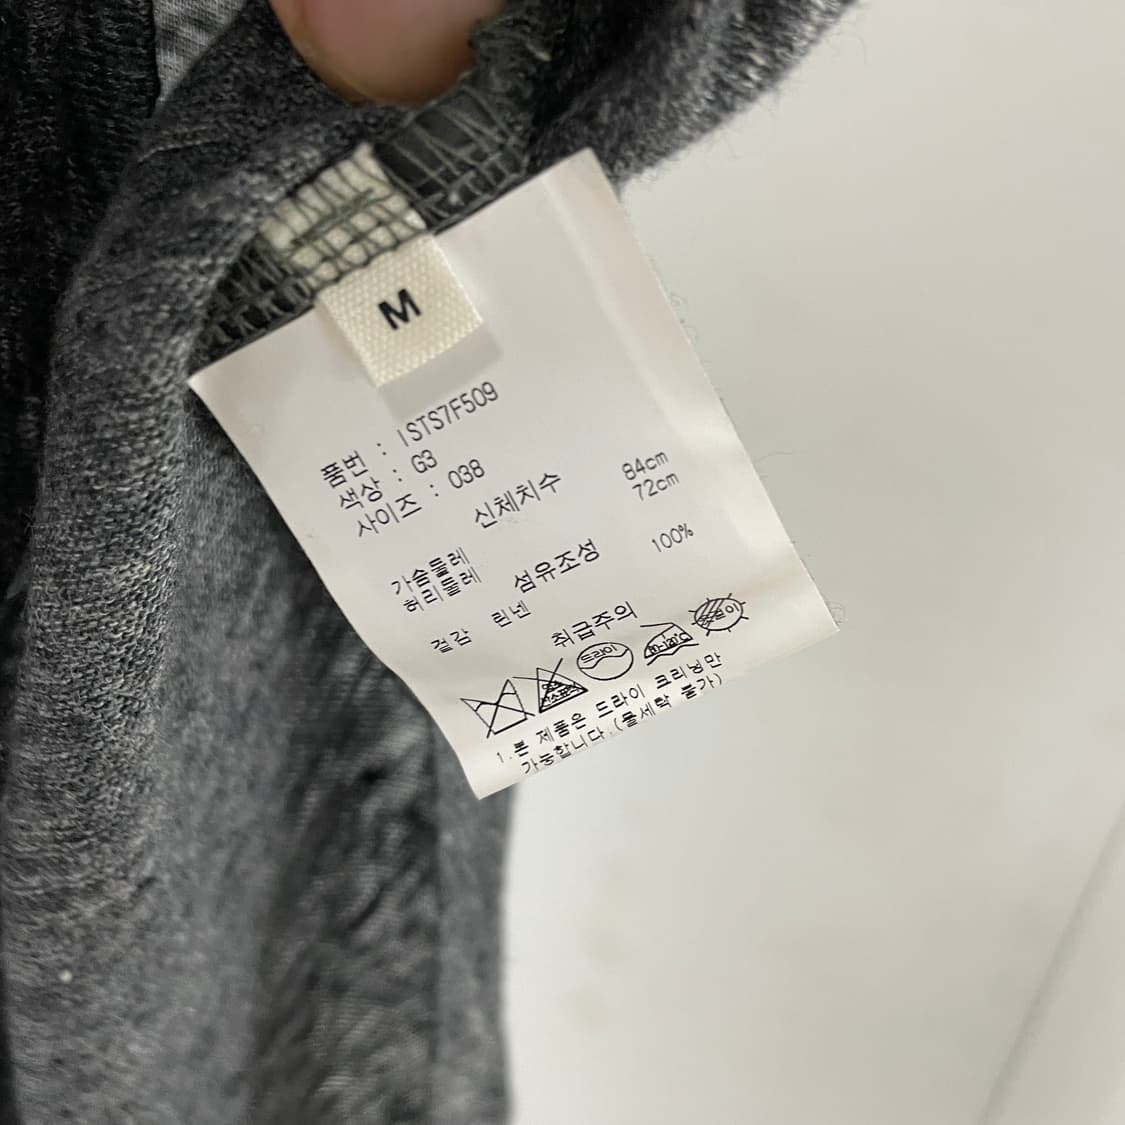 M
품번 : ISTS7F509
색상 : G3
사이즈 : 038
신체치수
가슴둘레 84cm
허리둘레 72cm
섬유조성
겉감 린넨 100%
취급주의
드라이
1.본 제품은 드라이 크리닝만
가능합니다.(물세탁 불가)